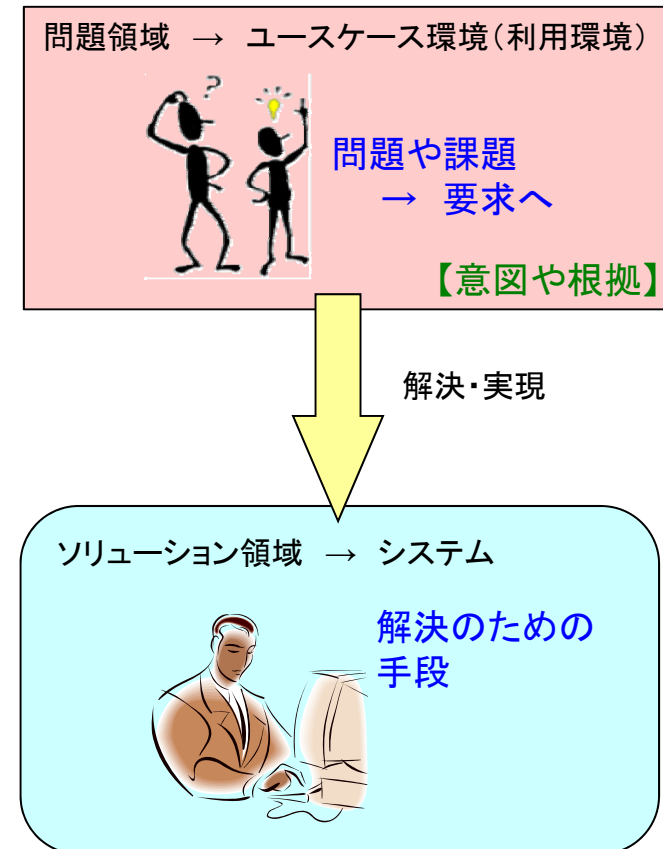 問題領域 → ユースケース環境(利用環境)
?
問題や課題
→ 要求へ
【意図や根拠】
解決・実現
ソリューション領域 → システム
解決のための
手段